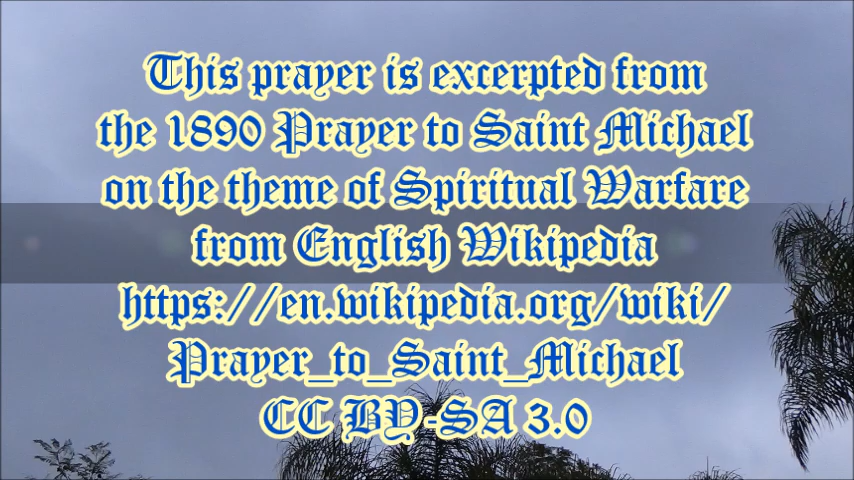 This prayer is excerpted from
the 1890 Prayer to Saint Michael
on the theme of Spiritual Warfare
from English Wikipedia
https://en.wikipedia.org/wiki/
Prayer_to_Saint_Michael
CC BY-SA 3.0